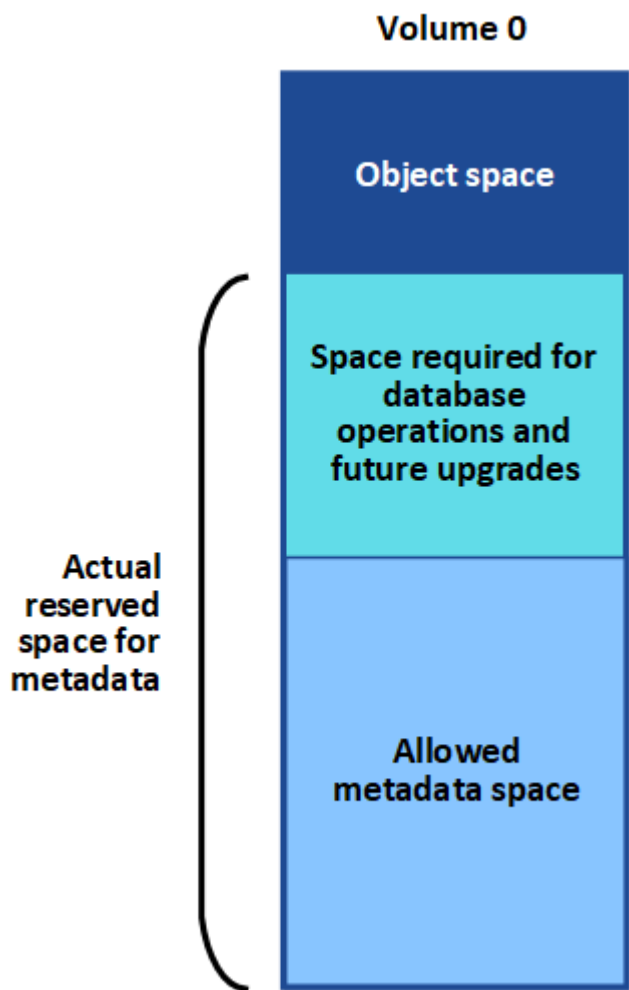 Volume 0
Object space
Space required for
database
operations and
future upgrades
Actual
reserved
space for
metadata
Allowed
metadata space